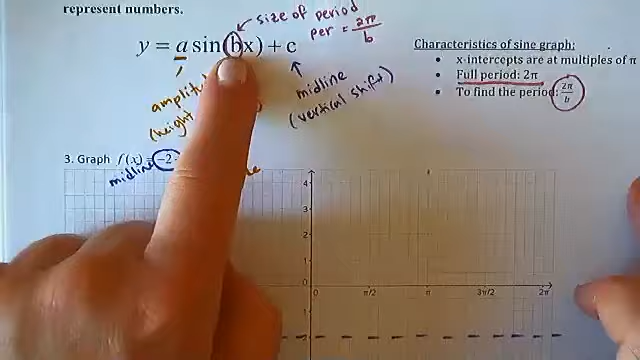 represent numbers.
size of period
per = 2π/b
y = a sin(bx) + c
midline
(vertical shift)
(height
Characteristics of sine graph:
• x-intercepts are at multiples of π
• Full period: 2π
• To find the period: 2π/b
3. Graph f(x) −2
midline
4
3
2
1
0
0 π/2 π 3π/2 2π